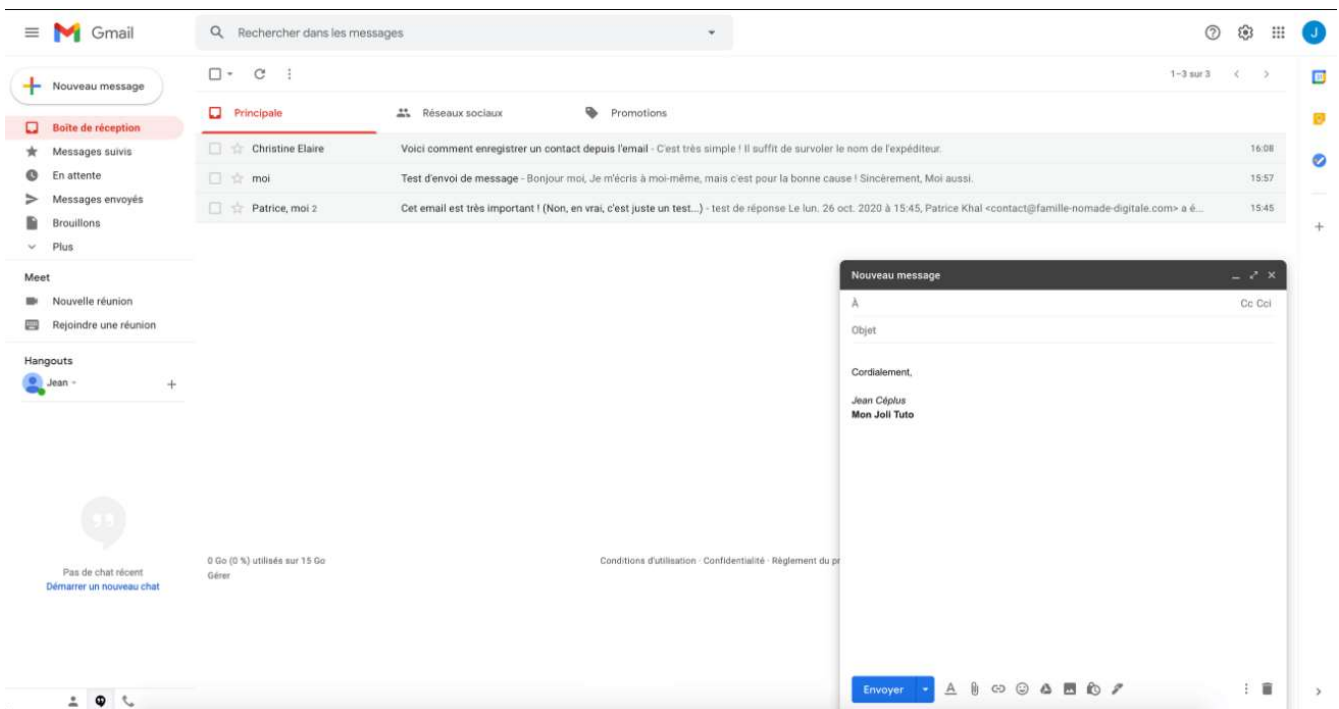 Gmail
Rechercher dans les messages
J
Nouveau message
1–3 sur 3
Principale
Réseaux sociaux
Promotions
Boîte de réception
Messages suivis
En attente
Messages envoyés
Brouillons
Plus
Christine Elaire Voici comment enregistrer un contact depuis l'email - C'est très simple ! Il suffit de survoler le nom de l'expéditeur. 16:08
moi Test d'envoi de message - Bonjour moi, Je m'écris à moi-même, mais c'est pour la bonne cause ! Sincèrement, Moi aussi. 15:57
Patrice, moi 2 Cet email est très important ! (Non, en vrai, c'est juste un test...) - test de réponse Le lun. 26 oct. 2020 à 15:45, Patrice Khal <contact@famille-nomade-digitale.com> a é... 15:45
Meet
Nouvelle réunion
Rejoindre une réunion
Hangouts
Jean
Pas de chat récent
Démarrer un nouveau chat
0 Go (0 %) utilisés sur 15 Go
Gérer
Conditions d'utilisation · Confidentialité · Règlement du pr
Nouveau message
À Cc Cci
Objet
Cordialement,
Jean Céplus
Mon Joli Tuto
Envoyer